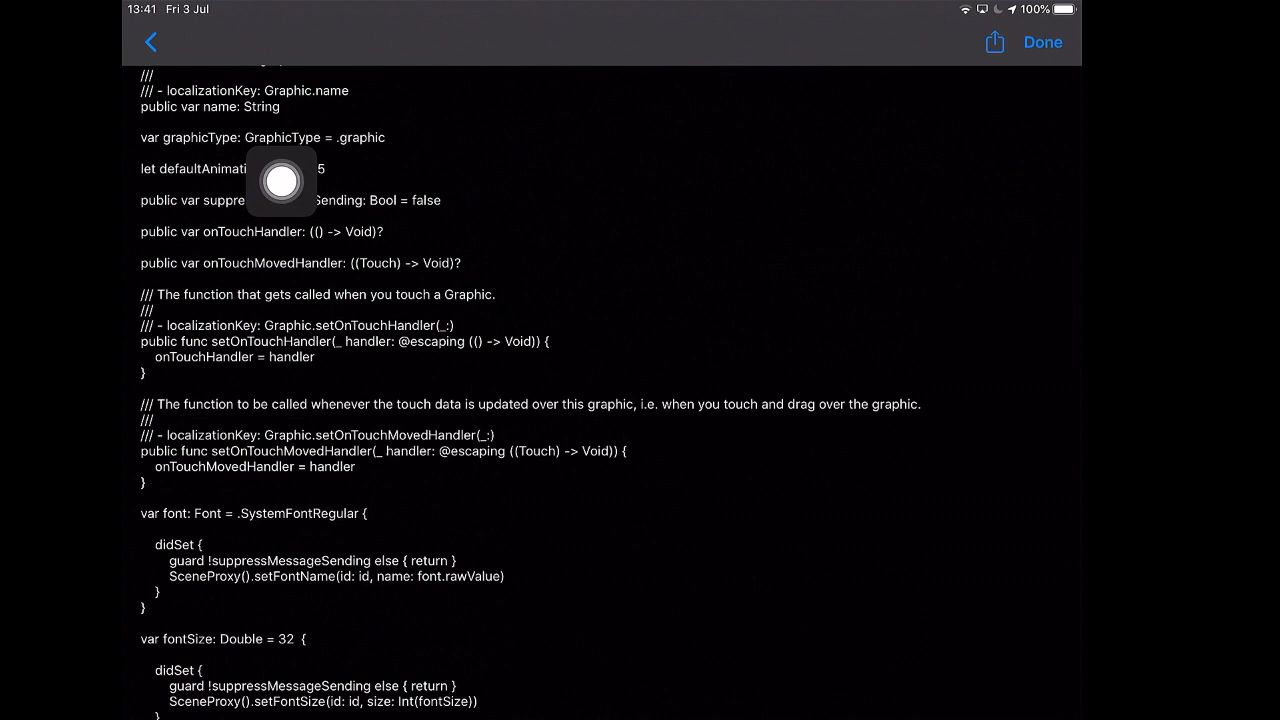 13:41 Fri 3 Jul 100%
Done
///
/// - localizationKey: Graphic.name
public var name: String
var graphicType: GraphicType = .graphic
let defaultAnimati 5
public var suppre Sending: Bool = false
public var onTouchHandler: (() -> Void)?
public var onTouchMovedHandler: ((Touch) -> Void)?
/// The function that gets called when you touch a Graphic.
///
/// - localizationKey: Graphic.setOnTouchHandler(_:)
public func setOnTouchHandler(_ handler: @escaping (() -> Void)) {
onTouchHandler = handler
}
/// The function to be called whenever the touch data is updated over this graphic, i.e. when you touch and drag over the graphic.
///
/// - localizationKey: Graphic.setOnTouchMovedHandler(_:)
public func setOnTouchMovedHandler(_ handler: @escaping ((Touch) -> Void)) {
onTouchMovedHandler = handler
}
var font: Font = .SystemFontRegular {
didSet {
guard !suppressMessageSending else { return }
SceneProxy().setFontName(id: id, name: font.rawValue)
}
}
var fontSize: Double = 32 {
didSet {
guard !suppressMessageSending else { return }
SceneProxy().setFontSize(id: id, size: Int(fontSize))
}